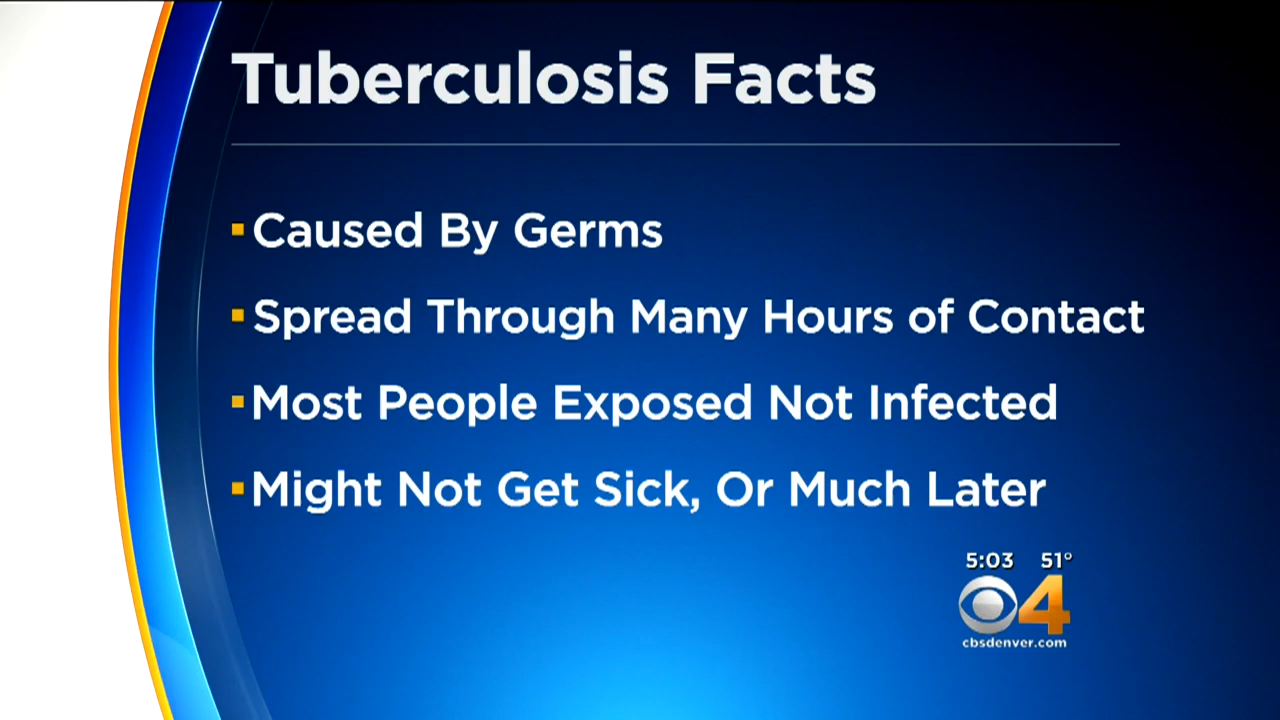 Tuberculosis Facts
Caused By Germs
Spread Through Many Hours of Contact
Most People Exposed Not Infected
Might Not Get Sick, Or Much Later
5:03 51°
4
cbsdenver.com